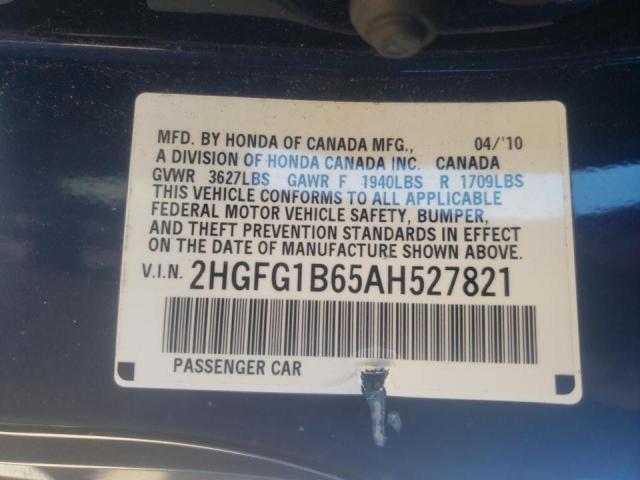 MFD. BY HONDA OF CANADA MFG., 04/'10
A DIVISION OF HONDA CANADA INC. CANADA
GVWR 3627LBS GAWR F 1940LBS R 1709LBS
THIS VEHICLE CONFORMS TO ALL APPLICABLE
FEDERAL MOTOR VEHICLE SAFETY, BUMPER,
AND THEFT PREVENTION STANDARDS IN EFFECT
ON THE DATE OF MANUFACTURE SHOWN ABOVE.
V.I.N. 2HGFG1B65AH527821
PASSENGER CAR